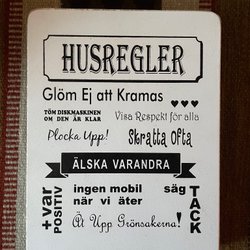 HUSREGLER
Glöm Ej att Kramas
TÖM DISKMASKINEN
OM DEN ÄR KLAR
Visa Respekt för alla
Plocka Upp!
Skratta Ofta
ÄLSKA VARANDRA
+var
POSITIV
ingen mobil
när vi äter
säg
TACK
Ät Upp Grönsakerna!